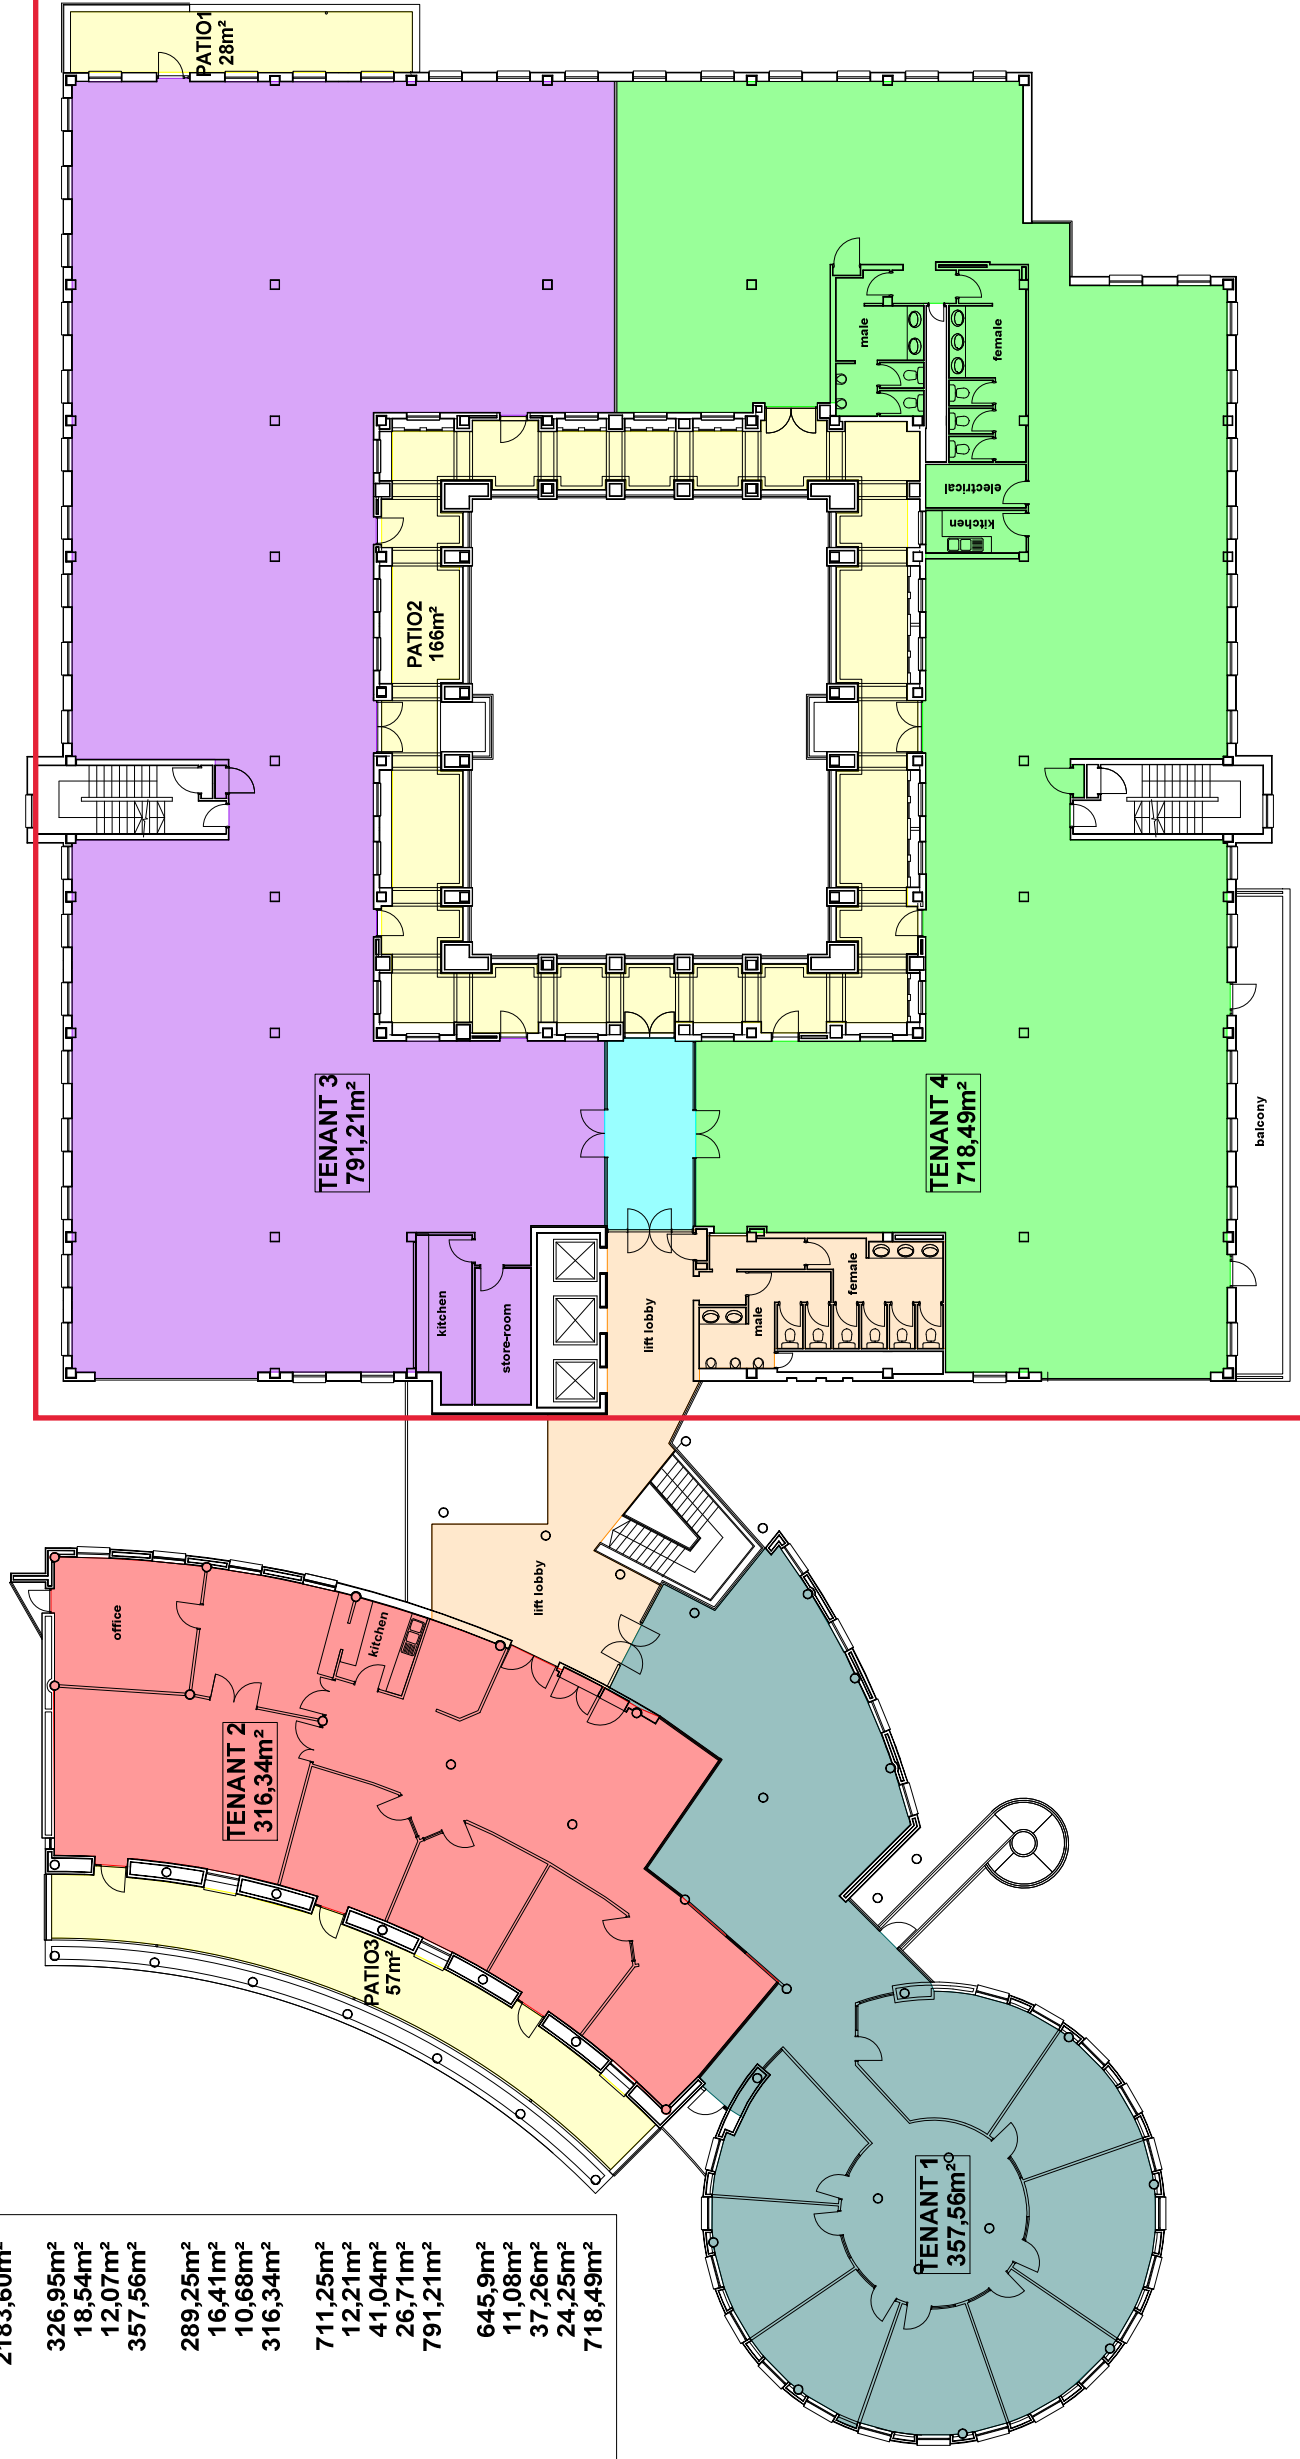 PATIO1
28m²
male
female
electrical
kitchen
PATIO2
166m²
TENANT 3
791,21m²
TENANT 4
718,49m²
balcony
kitchen
store-room
lift lobby
male
female
lift lobby
office
kitchen
TENANT 2
316,34m²
PATIO3
57m²
TENANT 1
357,56m²
2183,60m²
326,95m²
18,54m²
12,07m²
357,56m²
289,25m²
16,41m²
10,68m²
316,34m²
711,25m²
12,21m²
41,04m²
26,71m²
791,21m²
645,9m²
11,08m²
37,26m²
24,25m²
718,49m²